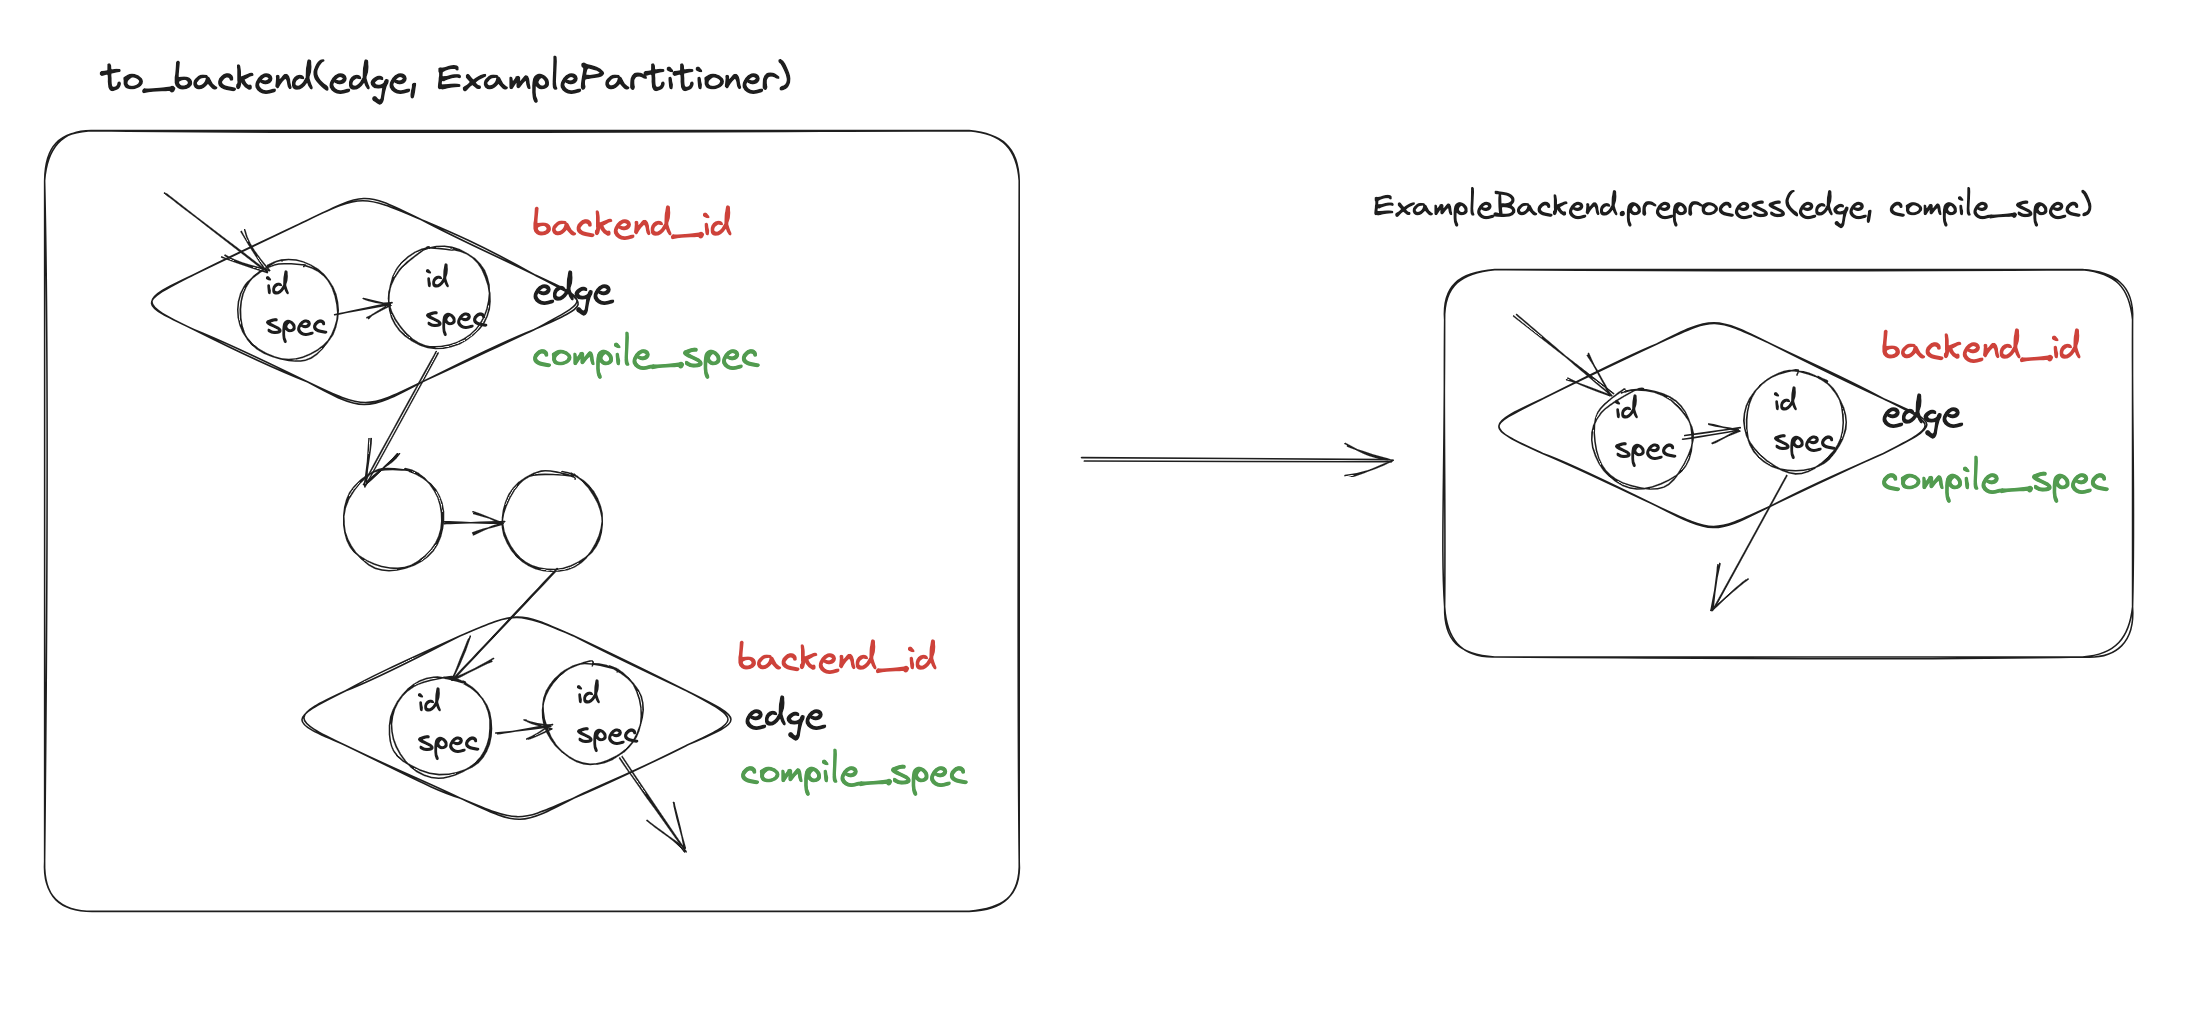 to_backend(edge, ExamplePartitioner)
backend_id
id
spec
id
spec
edge
compile_spec
backend_id
id
spec
id
spec
edge
compile_spec
ExampleBackend.preprocess(edge, compile_spec)
backend_id
id
spec
id
spec
edge
compile_spec